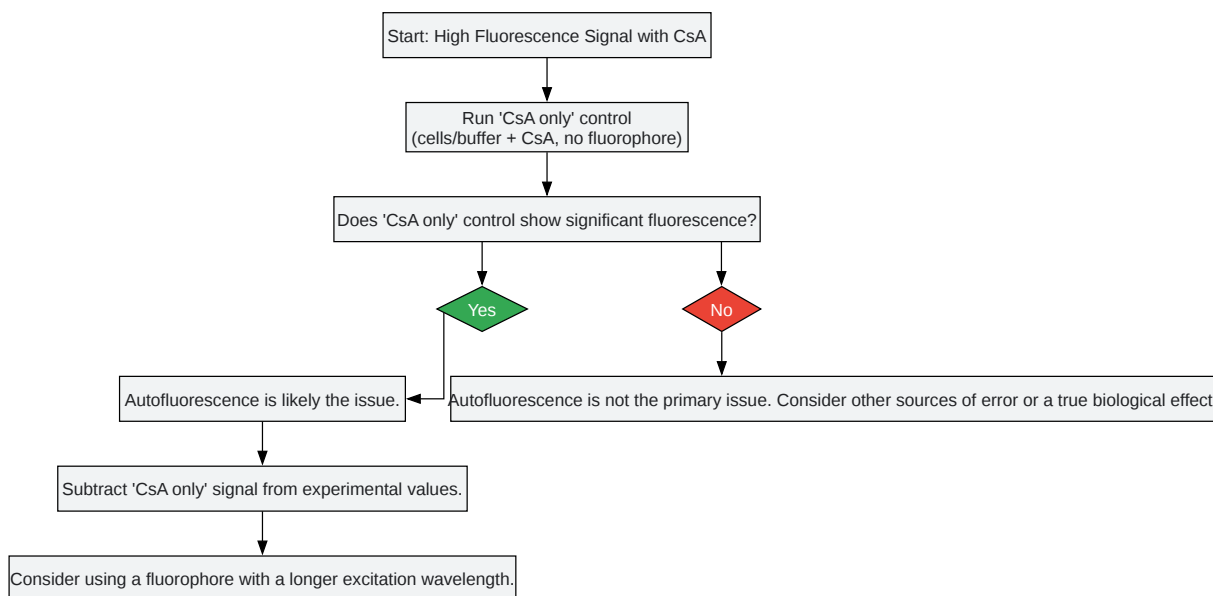 Start: High Fluorescence Signal with CsA
Run 'CsA only' control
(cells/buffer + CsA, no fluorophore)
Does 'CsA only' control show significant fluorescence?
Yes
No
Autofluorescence is likely the issue.
Autofluorescence is not the primary issue. Consider other sources of error or a true biological effect
Subtract 'CsA only' signal from experimental values.
Consider using a fluorophore with a longer excitation wavelength.